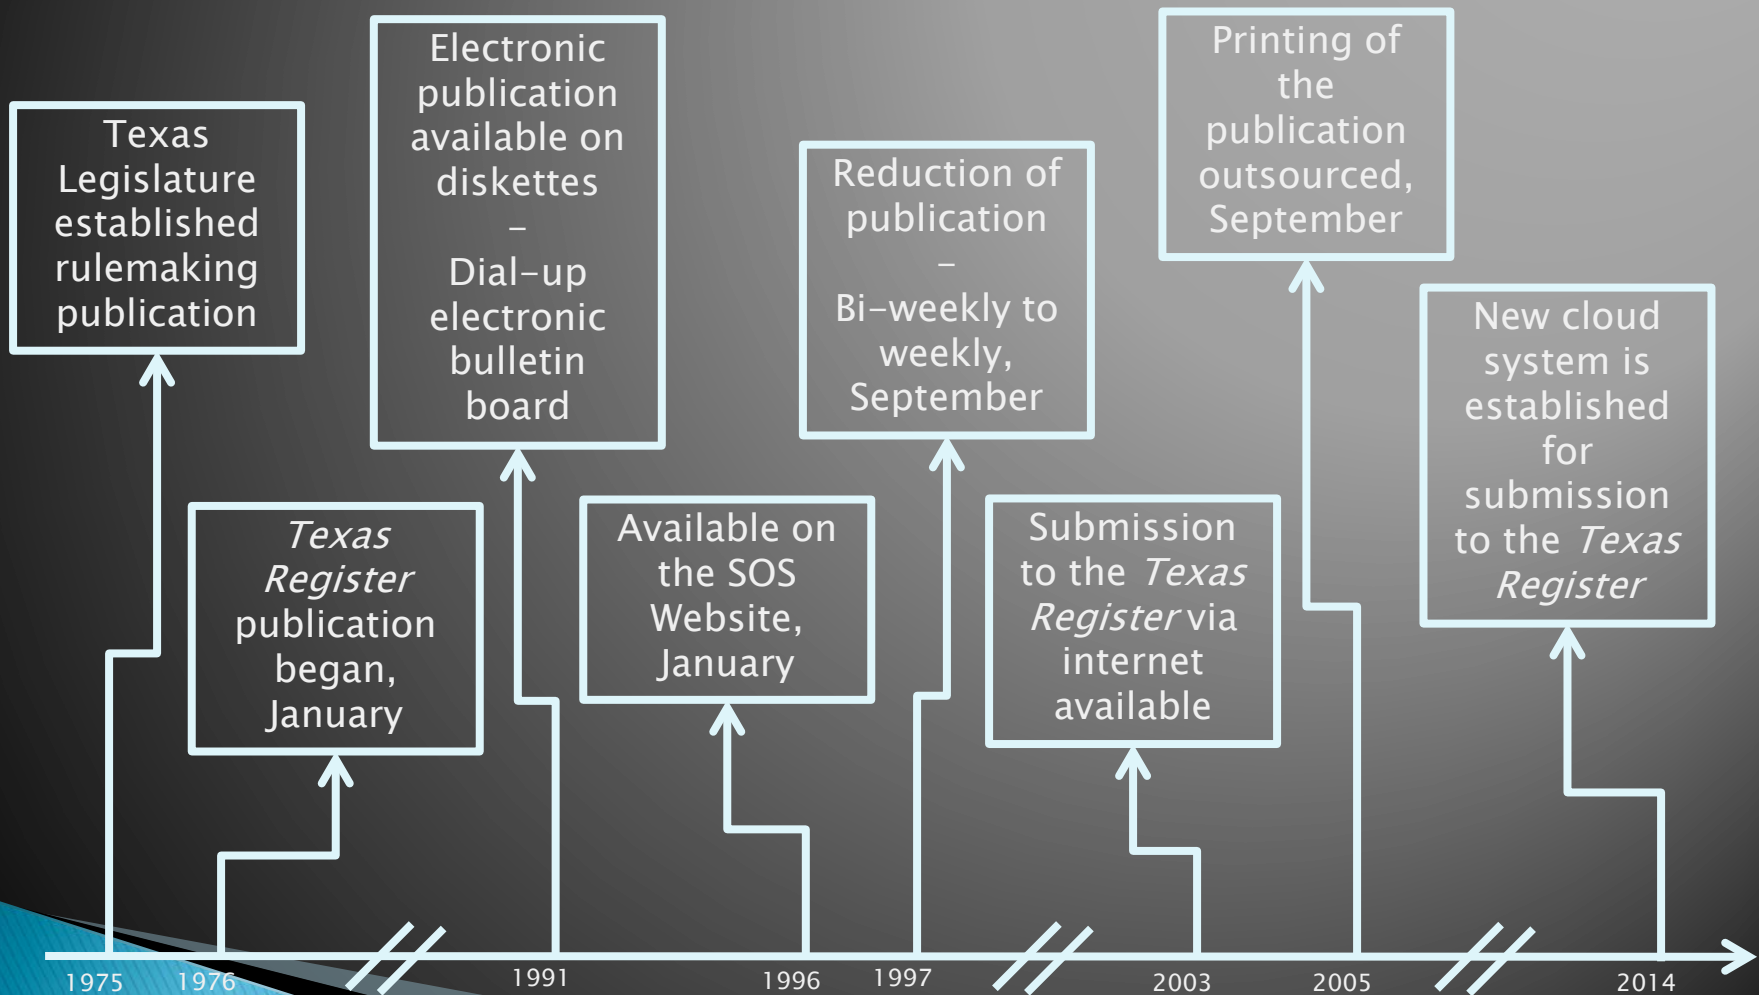 Texas
Legislature
established
rulemaking
publication
Texas
Register
publication
began,
January
Electronic
publication
available on
diskettes
–
Dial-up
electronic
bulletin
board
Available on
the SOS
Website,
January
Reduction of
publication
–
Bi-weekly to
weekly,
September
Submission
to the Texas
Register via
internet
available
Printing of
the
publication
outsourced,
September
New cloud
system is
established
for
submission
to the Texas
Register
1975
1976
1991
1996
1997
2003
2005
2014